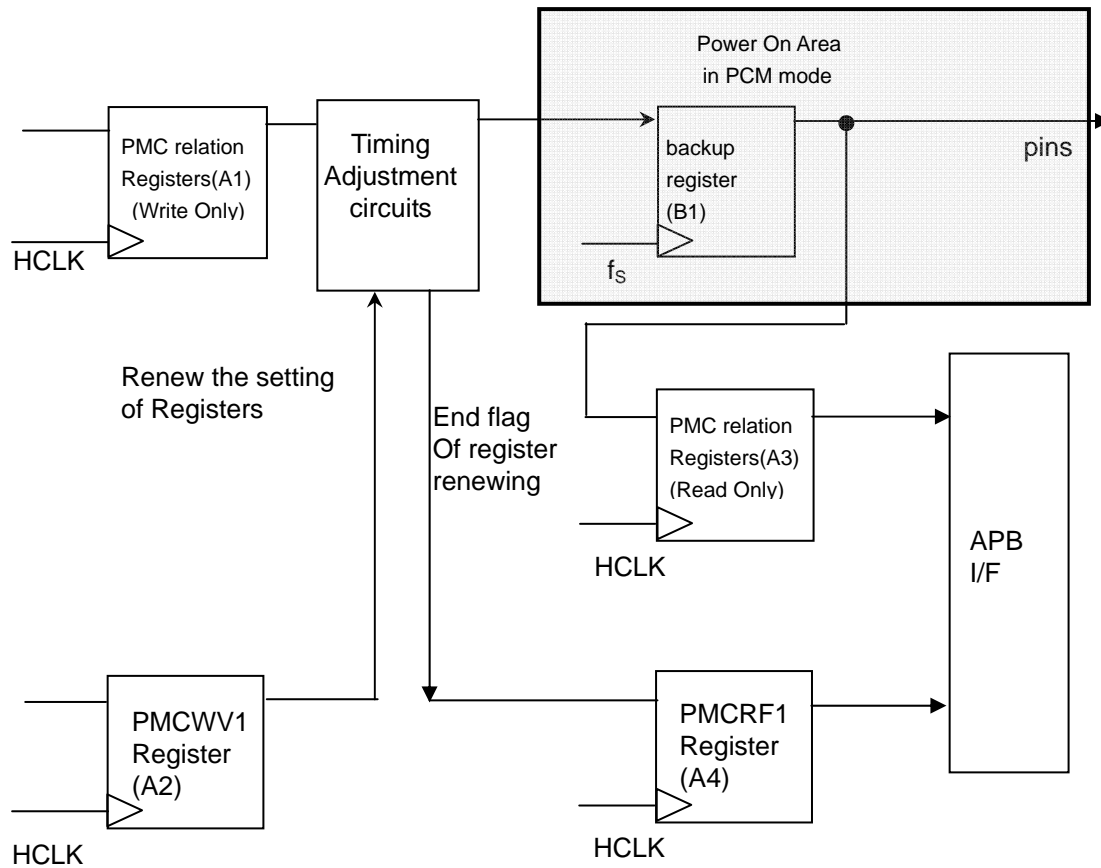 Power On Area
in PCM mode
PMC relation
Registers(A1)
(Write Only)
HCLK
Timing
Adjustment
circuits
backup
register
(B1)
fS
pins
Renew the setting
of Registers
End flag
Of register
renewing
PMC relation
Registers(A3)
(Read Only)
HCLK
APB
I/F
PMCWV1
Register
(A2)
HCLK
PMCRF1
Register
(A4)
HCLK